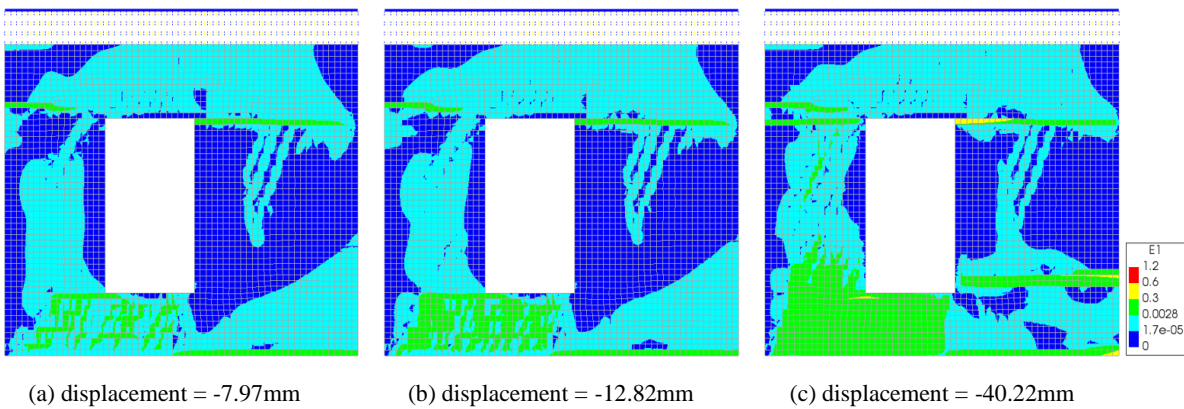 E1
1.2
0.6
0.3
0.0028
1.7e-05
0
(a) displacement = -7.97mm
(b) displacement = -12.82mm
(c) displacement = -40.22mm